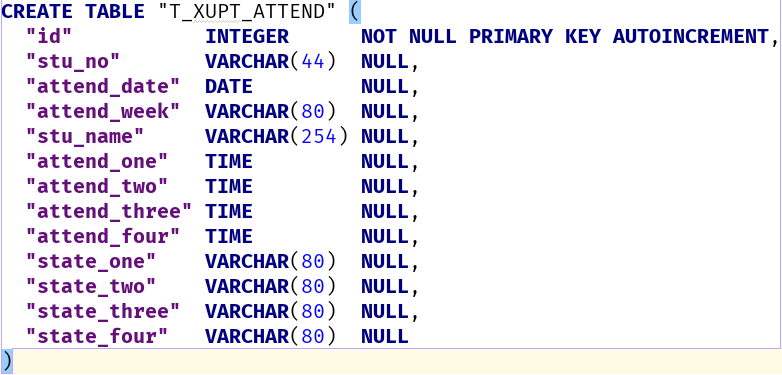 CREATE TABLE "T_XUPT_ATTEND" (
"id" INTEGER NOT NULL PRIMARY KEY AUTOINCREMENT,
"stu_no" VARCHAR(44) NULL,
"attend_date" DATE NULL,
"attend_week" VARCHAR(80) NULL,
"stu_name" VARCHAR(254) NULL,
"attend_one" TIME NULL,
"attend_two" TIME NULL,
"attend_three" TIME NULL,
"attend_four" TIME NULL,
"state_one" VARCHAR(80) NULL,
"state_two" VARCHAR(80) NULL,
"state_three" VARCHAR(80) NULL,
"state_four" VARCHAR(80) NULL
)